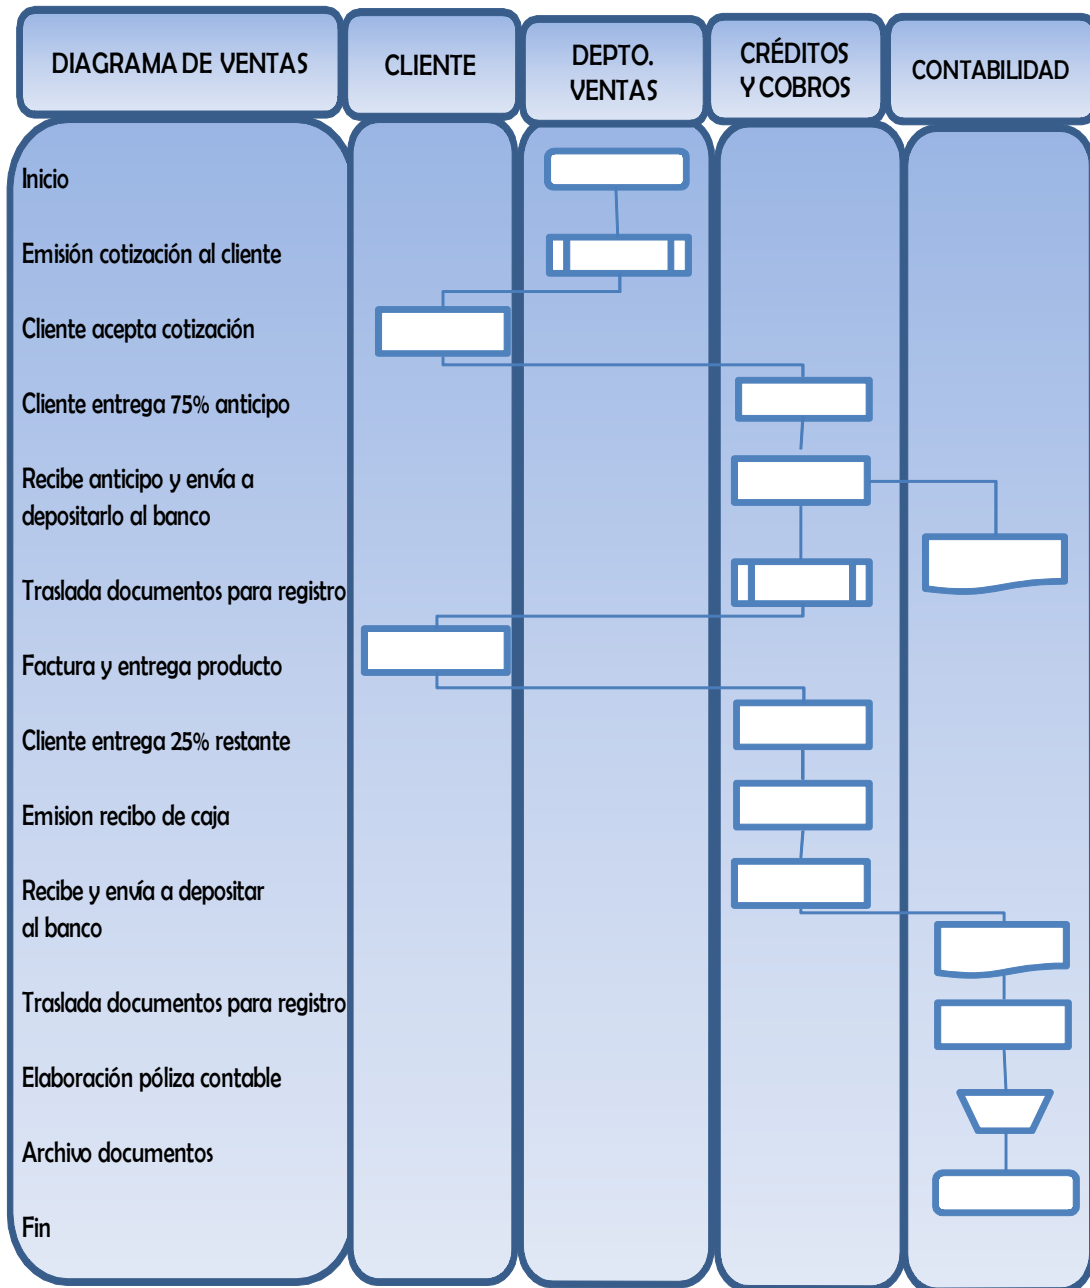 DIAGRAMA DE VENTAS
CLIENTE
DEPTO.
VENTAS
CRÉDITOS
Y COBROS
CONTABILIDAD
Inicio
Emisión cotización al cliente
Cliente acepta cotización
Cliente entrega 75% anticipo
Recibe anticipo y envía a
depositarlo al banco
Traslada documentos para registro
Factura y entrega producto
Cliente entrega 25% restante
Emision recibo de caja
Recibe y envía a depositar
al banco
Traslada documentos para registro
Elaboración póliza contable
Archivo documentos
Fin